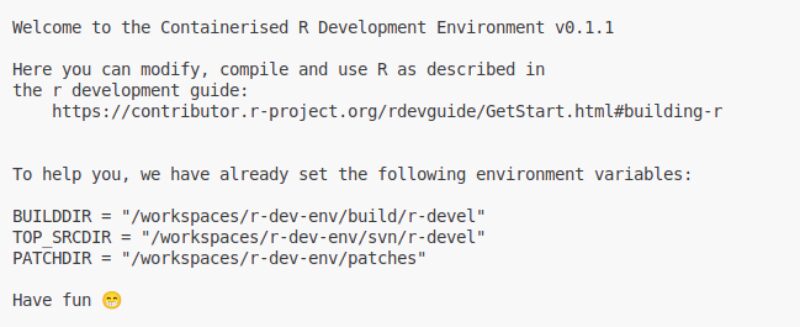 Welcome to the Containerised R Development Environment v0.1.1
Here you can modify, compile and use R as described in
the r development guide:
https://contributor.r-project.org/rdevguide/GetStart.html#building-r
To help you, we have already set the following environment variables:
BUILDDIR = "/workspaces/r-dev-env/build/r-devel"
TOP_SRCDIR = "/workspaces/r-dev-env/svn/r-devel"
PATCHDIR = "/workspaces/r-dev-env/patches"
Have fun 😁